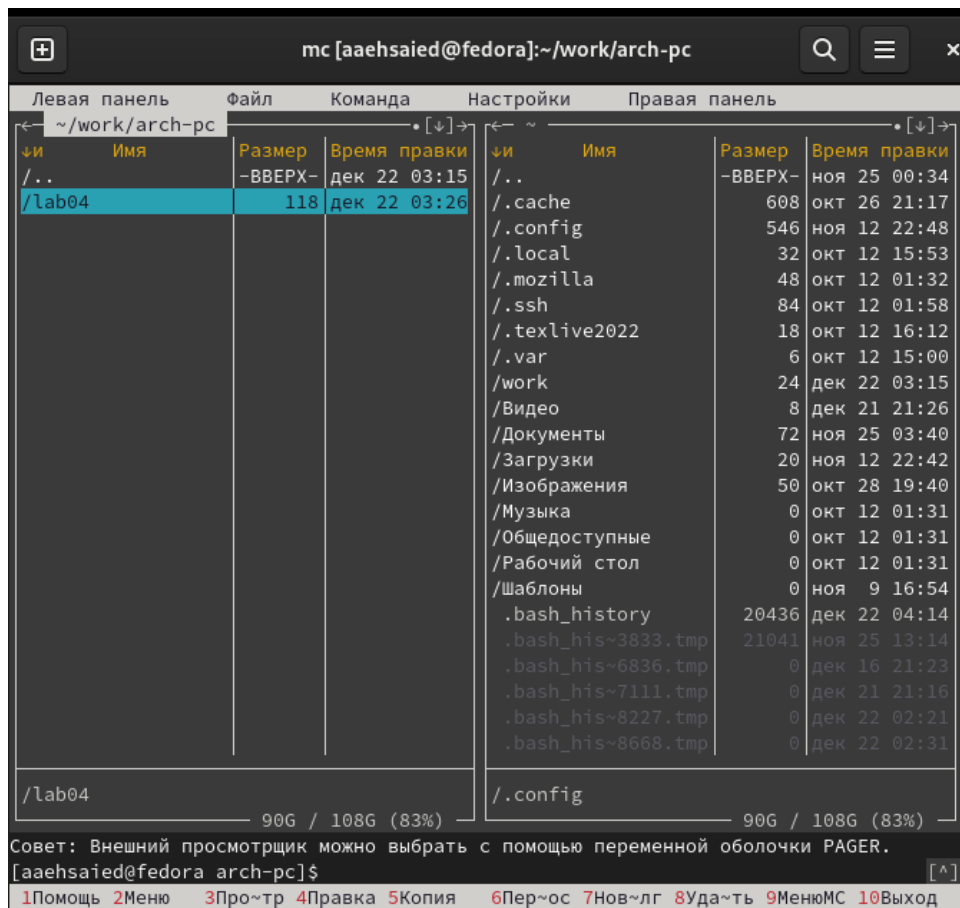 mc [aaehsaied@fedora]:~/work/arch-pc
Левая панель Файл Команда Настройки Правая панель
~/work/arch-pc
↓и Имя Размер Время правки
/.. -ВВЕРХ- дек 22 03:15
/lab04 118 дек 22 03:26
/lab04
90G / 108G (83%)
~
↓и Имя Размер Время правки
/.. -ВВЕРХ- ноя 25 00:34
/.cache 608 окт 26 21:17
/.config 546 ноя 12 22:48
/.local 32 окт 12 15:53
/.mozilla 48 окт 12 01:32
/.ssh 84 окт 12 01:58
/.texlive2022 18 окт 12 16:12
/.var 6 окт 12 15:00
/work 24 дек 22 03:15
/Видео 8 дек 21 21:26
/Документы 72 ноя 25 03:40
/Загрузки 20 ноя 12 22:42
/Изображения 50 окт 28 19:40
/Музыка 0 окт 12 01:31
/Общедоступные 0 окт 12 01:31
/Рабочий стол 0 окт 12 01:31
/Шаблоны 0 ноя 9 16:54
.bash_history 20436 дек 22 04:14
.bash_his~3833.tmp 21041 ноя 25 13:14
.bash_his~6836.tmp 0 дек 16 21:23
.bash_his~7111.tmp 0 дек 21 21:16
.bash_his~8227.tmp 0 дек 22 02:21
.bash_his~8668.tmp 0 дек 22 02:31
/.config
90G / 108G (83%)
Совет: Внешний просмотрщик можно выбрать с помощью переменной оболочки PAGER.
[aaehsaied@fedora arch-pc]$ [^]
1Помощь 2Меню 3Про~тр 4Правка 5Копия 6Пер~ос 7Нов~лг 8Уда~ть 9МенюMC 10Выход